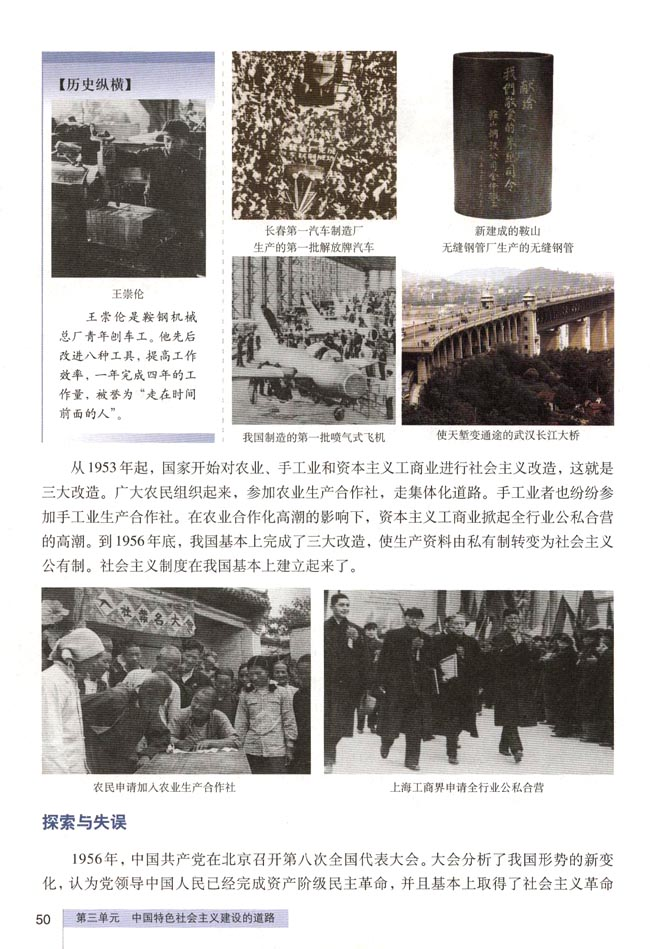 【历史纵横】
王崇伦
王崇伦是鞍钢机械
总厂青年刨车工。他先后
改进八种工具，提高工作
效率，一年完成四年的工
作量，被誉为“走在时间
前面的人”。
长春第一汽车制造厂
生产的第一批解放牌汽车
献给
我們敬爱的
新建成的鞍山
无缝钢管厂生产的无缝钢管
我国制造的第一批喷气式飞机
使天堑变通途的武汉长江大桥
从1953年起，国家开始对农业、手工业和资本主义工商业进行社会主义改造，这就是
三大改造。广大农民组织起来，参加农业生产合作社，走集体化道路。手工业者也纷纷参
加手工业生产合作社。在农业合作化高潮的影响下，资本主义工商业掀起全行业公私合营
的高潮。到1956年底，我国基本上完成了三大改造，使生产资料由私有制转变为社会主义
公有制。社会主义制度在我国基本上建立起来了。
入社报名大
农民申请加入农业生产合作社
上海工商界申请全行业公私合营
探索与失误
1956年，中国共产党在北京召开第八次全国代表大会。大会分析了我国形势的新变
化，认为党领导中国人民已经完成资产阶级民主革命，并且基本上取得了社会主义革命
50 第三单元 中国特色社会主义建设的道路